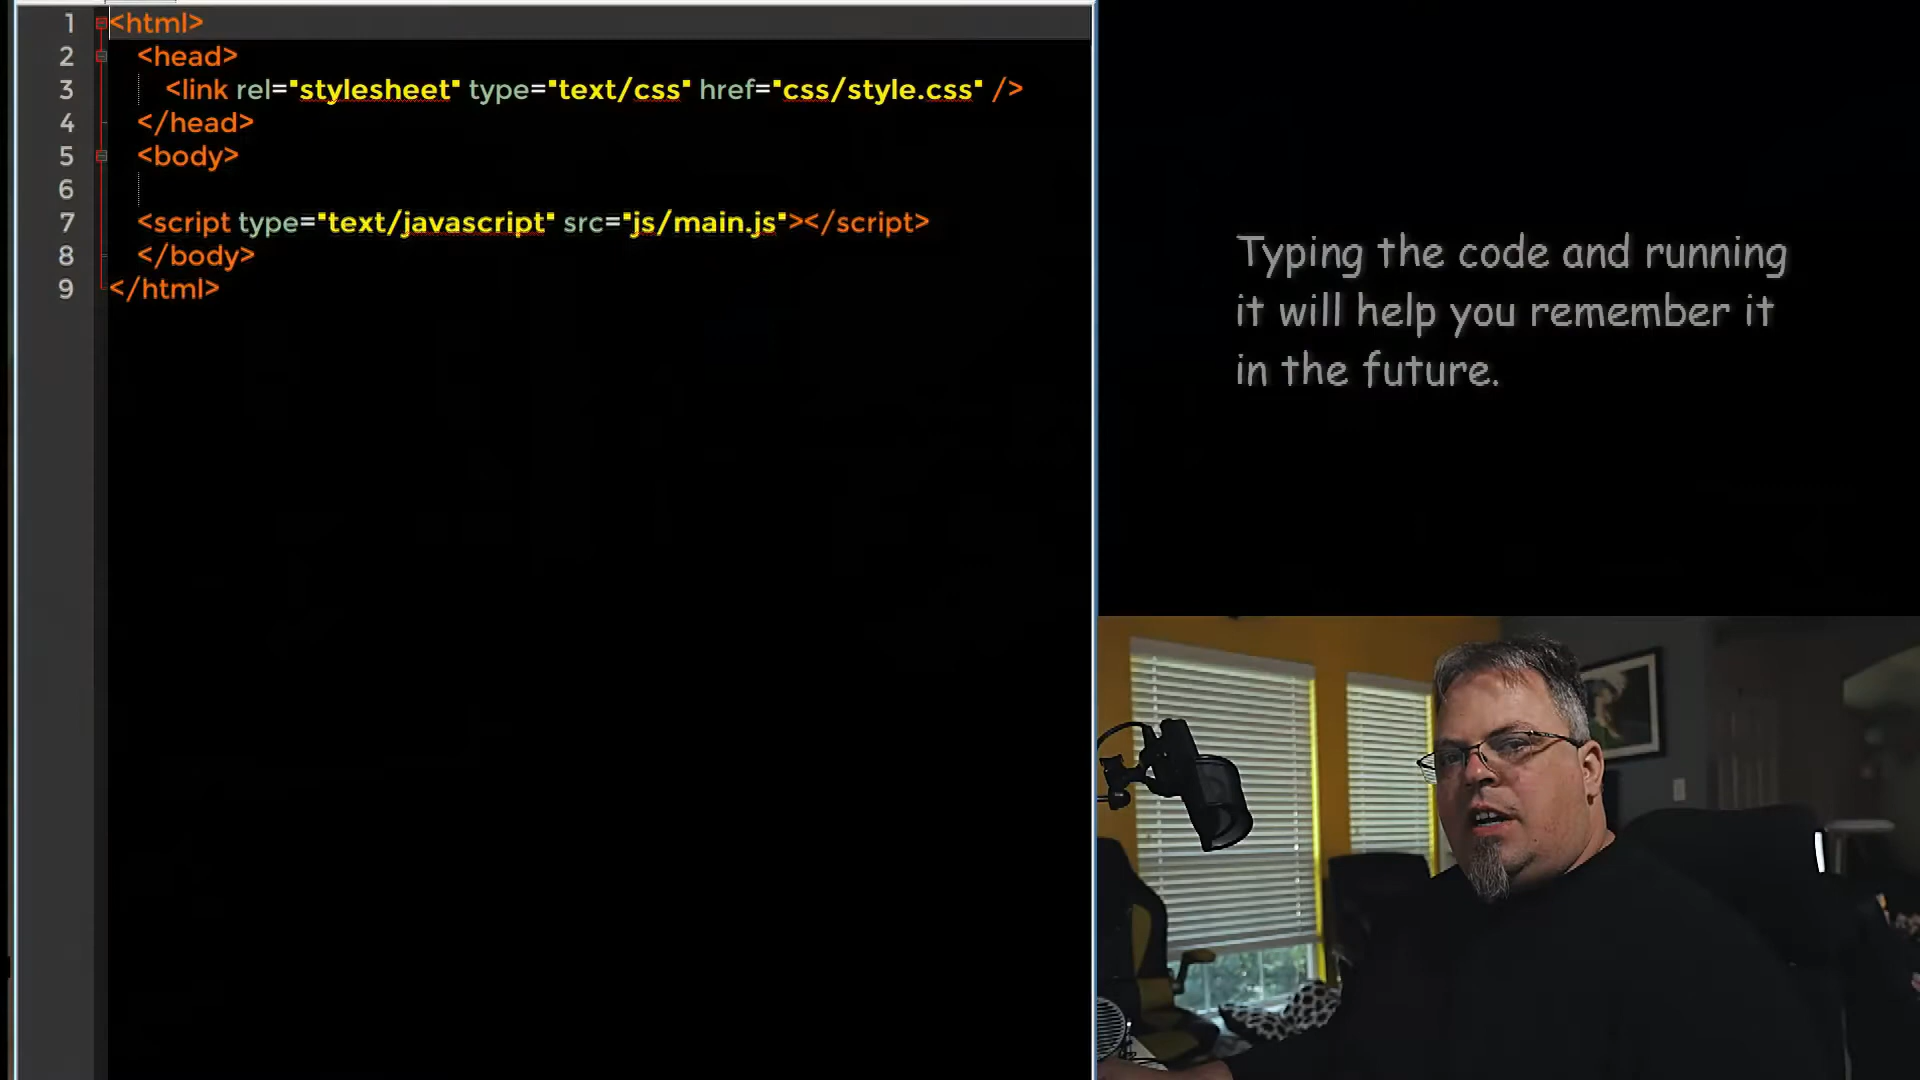 1 <html>
2 <head>
3 <link rel="stylesheet" type="text/css" href="css/style.css" />
4 </head>
5 <body>
6
7 <script type="text/javascript" src="js/main.js"></script>
8 </body>
9 </html>
Typing the code and running
it will help you remember it
in the future.